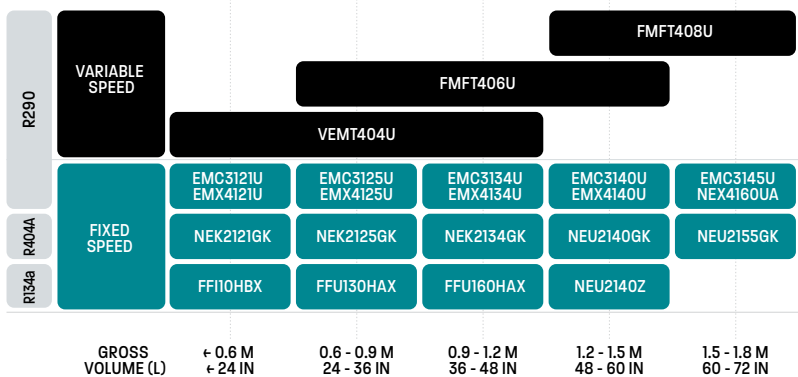 FMFT408U
R290
VARIABLE
SPEED
FMFT406U
VEMT404U
EMC3121U
EMX4121U
EMC3125U
EMX4125U
EMC3134U
EMX4134U
EMC3140U
EMX4140U
EMC3145U
NEX4160UA
FIXED
SPEED
R404A
NEK2121GK
NEK2125GK
NEK2134GK
NEU2140GK
NEU2155GK
R134a
FFI10HBX
FFU130HAX
FFU160HAX
NEU2140Z
GROSS
VOLUME (L)
← 0.6 M
← 24 IN
0.6 - 0.9 M
24 - 36 IN
0.9 - 1.2 M
36 - 48 IN
1.2 - 1.5 M
48 - 60 IN
1.5 - 1.8 M
60 - 72 IN